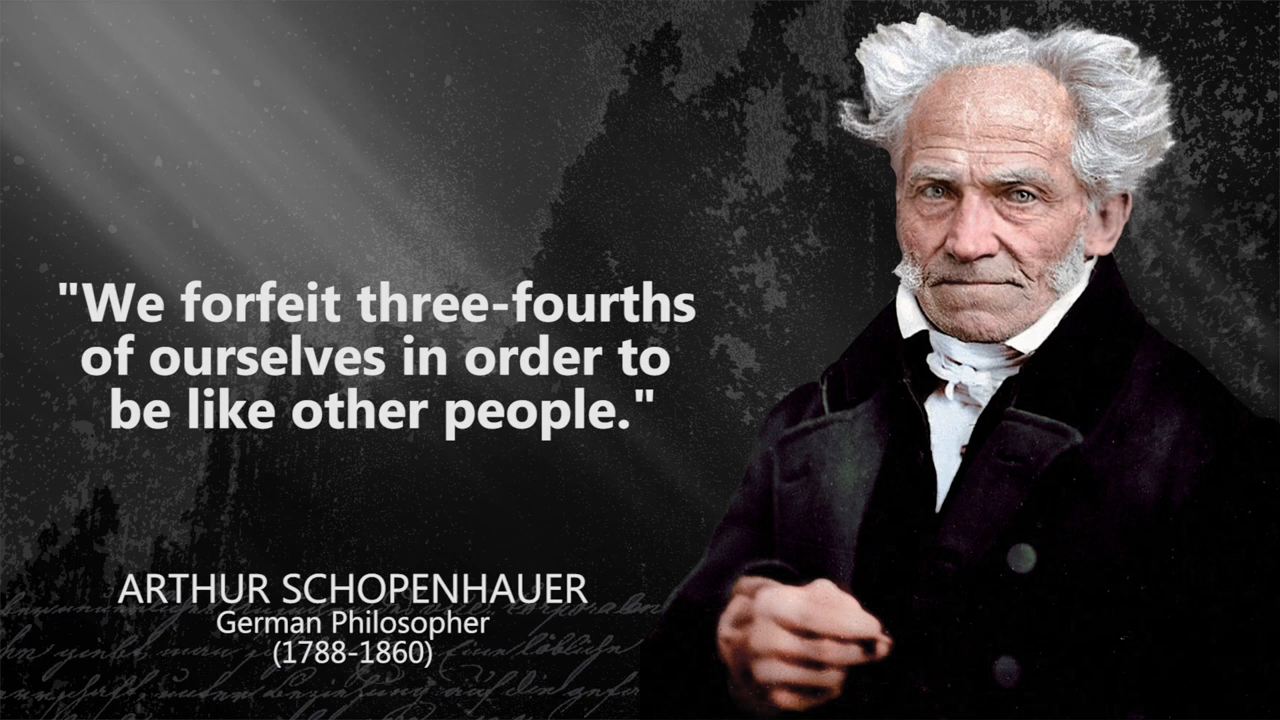 "We forfeit three-fourths
of ourselves in order to
be like other people."
ARTHUR SCHOPENHAUER
German Philosopher
(1788-1860)